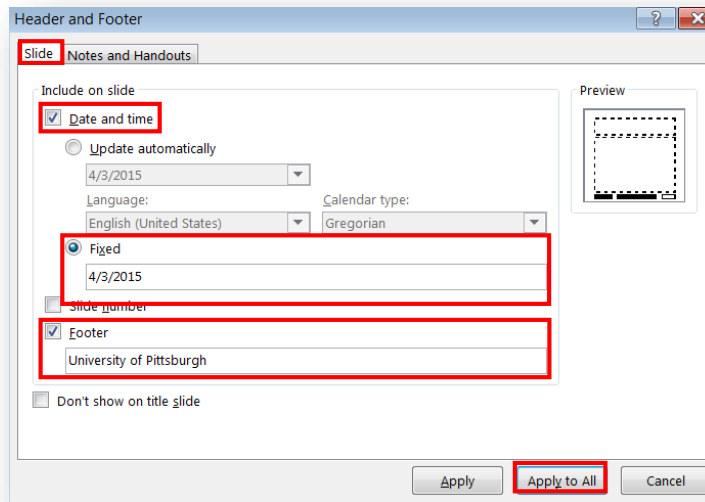 Header and Footer
Slide Notes and Handouts
Include on slide Preview
Date and time
Update automatically
4/3/2015
Language: Calendar type:
English (United States) Gregorian
Fixed
4/3/2015
Slide number
Footer
University of Pittsburgh
Don't show on title slide
Apply Apply to All Cancel